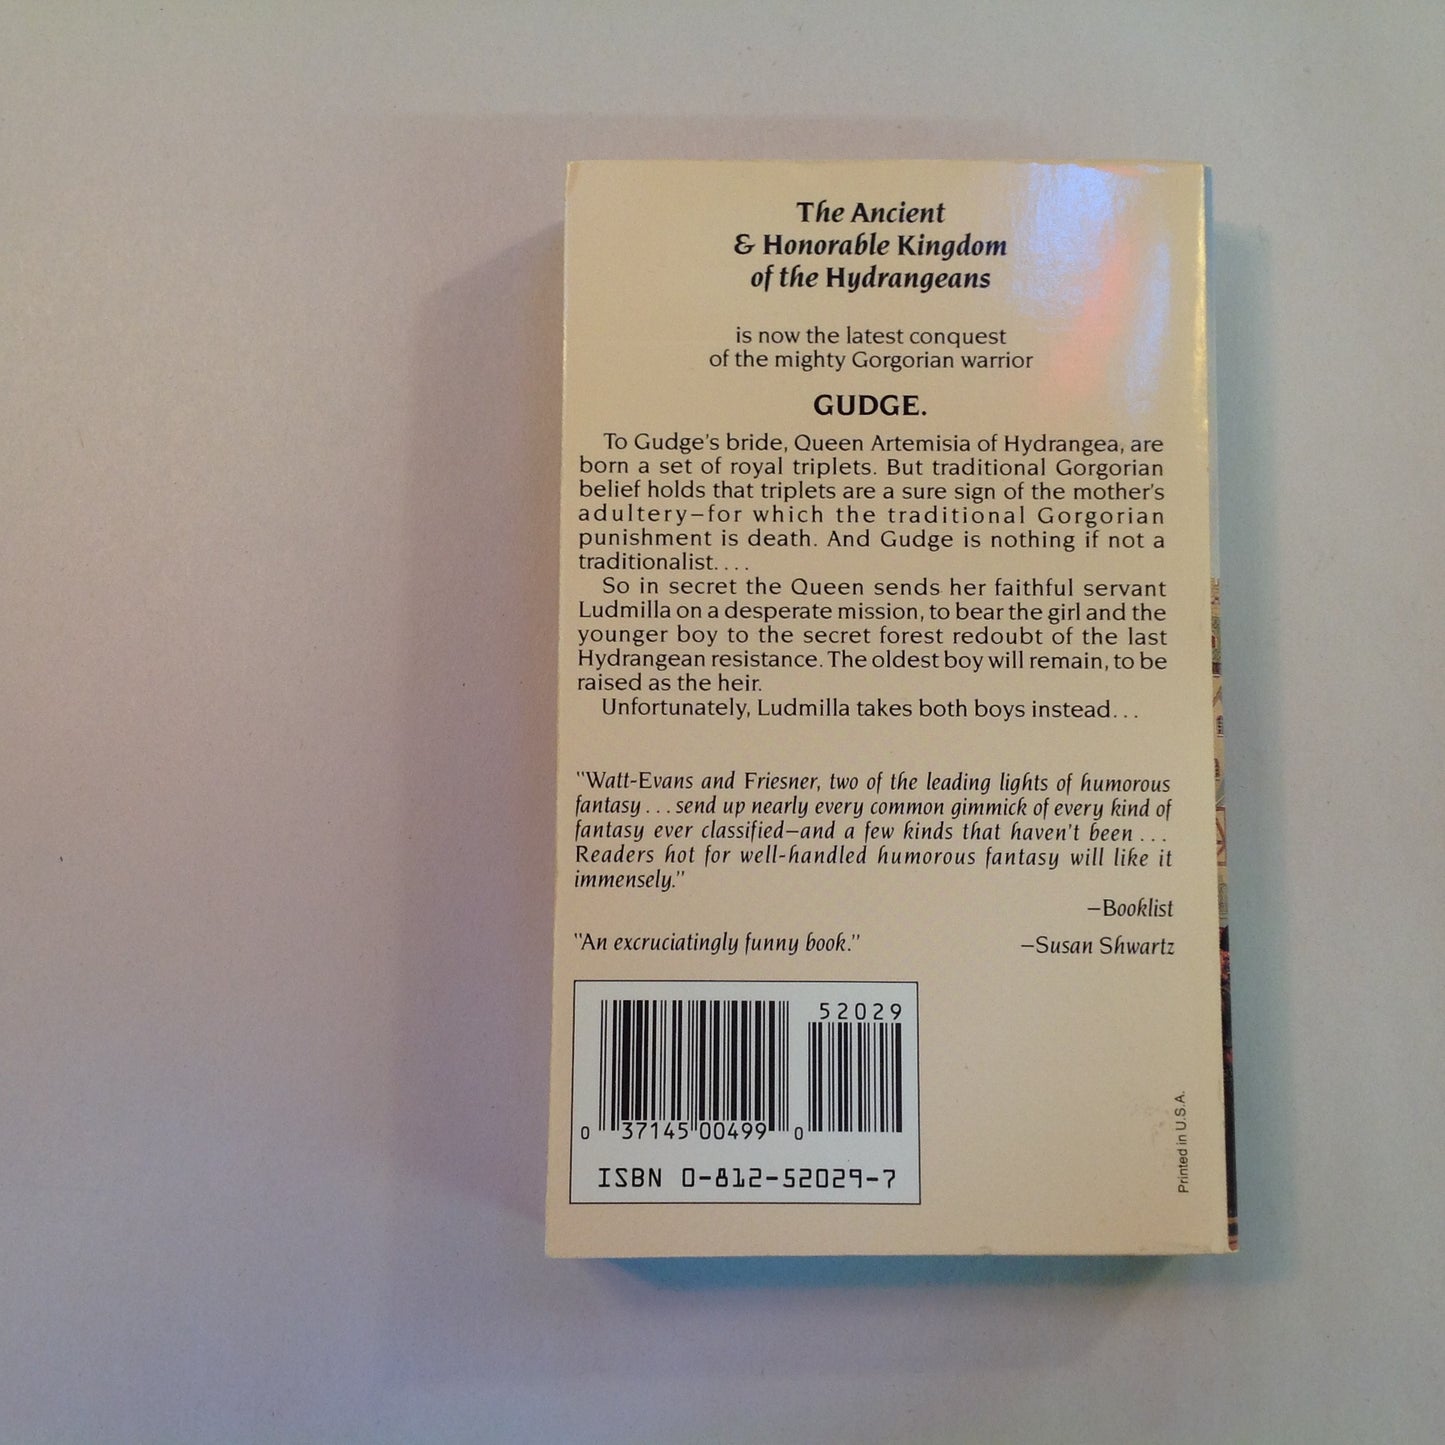 The Ancient
& Honorable Kingdom
of the Hydrangeans
is now the latest conquest
of the mighty Gorgorian warrior
GUDGE.
To Gudge's bride, Queen Artemisia of Hydrangea, are
born a set of royal triplets. But traditional Gorgorian
belief holds that triplets are a sure sign of the mother's
adultery—for which the traditional Gorgorian
punishment is death. And Gudge is nothing if not a
traditionalist. . . .
So in secret the Queen sends her faithful servant
Ludmilla on a desperate mission, to bear the girl and the
younger boy to the secret forest redoubt of the last
Hydrangean resistance. The oldest boy will remain, to be
raised as the heir.
Unfortunately, Ludmilla takes both boys instead. . .
"Watt-Evans and Friesner, two of the leading lights of humorous
fantasy . . . send up nearly every common gimmick of every kind of
fantasy ever classified—and a few kinds that haven't been . . .
Readers hot for well-handled humorous fantasy will like it
immensely."
—Booklist
"An excruciatingly funny book." —Susan Shwartz
52029
0 37145 00499 0
ISBN 0-812-52029-7
Printed in U.S.A.